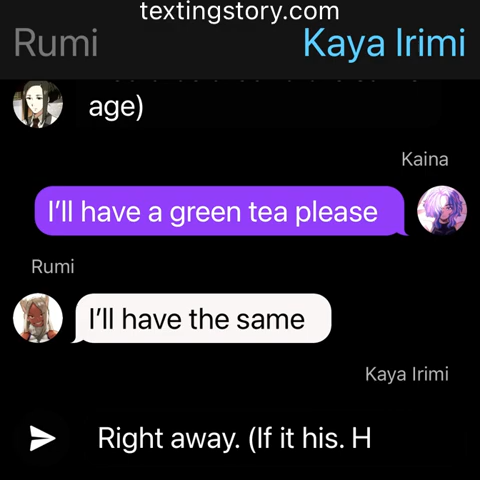 textingstory.com
Rumi
Kaya Irimi
age)
Kaina
I'll have a green tea please
Rumi
I'll have the same
Kaya Irimi
Right away. (If it his. H